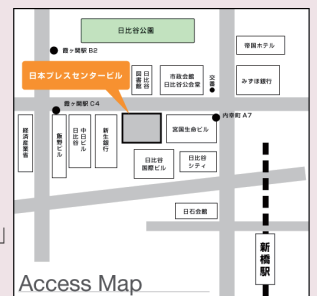 日比谷公園
霞ヶ関駅 B2
帝国ホテル
日本プレスセンタービル
日比谷
図書館
市政会館
日比谷公会堂
交番
みずほ銀行
霞ヶ関駅 C4
内幸町 A7
経済産業省
飯野ビル
中日ビル
日比谷
新生銀行
富国生命ビル
日比谷
国際ビル
日比谷
シティ
日石会館
新橋駅
」
Access Map